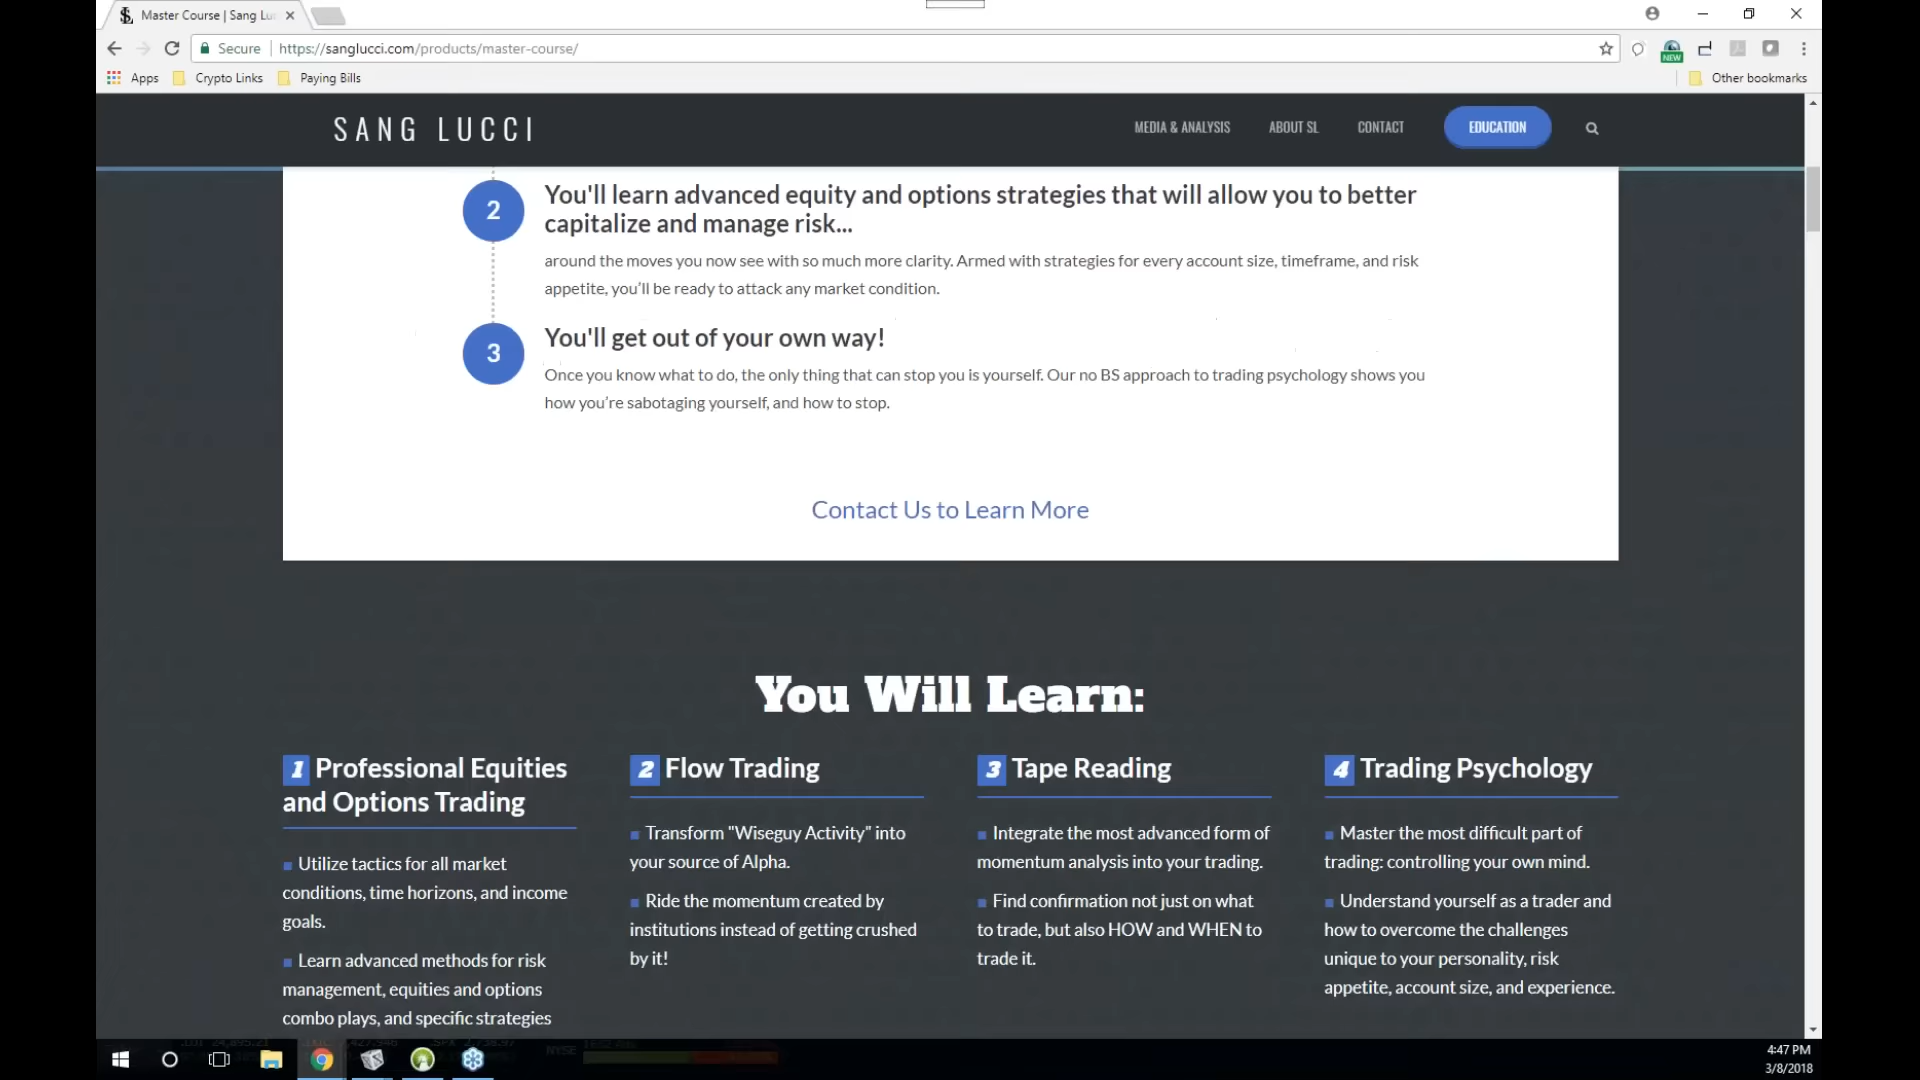 Master Course | Sang Luc
Secure
https://sanglucci.com/products/master-course/
NEW
Apps
Crypto Links
Paying Bills
Other bookmarks
SANG LUCCI
MEDIA & ANALYSIS
ABOUT SL
CONTACT
EDUCATION
2
You'll learn advanced equity and options strategies that will allow you to better
capitalize and manage risk...
around the moves you now see with so much more clarity. Armed with strategies for every account size, timeframe, and risk
appetite, you’ll be ready to attack any market condition.
3
You'll get out of your own way!
Once you know what to do, the only thing that can stop you is yourself. Our no BS approach to trading psychology shows you
how you’re sabotaging yourself, and how to stop.
Contact Us to Learn More
You Will Learn:
1 Professional Equities
and Options Trading
Utilize tactics for all market
conditions, time horizons, and income
goals.
Learn advanced methods for risk
management, equities and options
combo plays, and specific strategies
2 Flow Trading
Transform "Wiseguy Activity" into
your source of Alpha.
Ride the momentum created by
institutions instead of getting crushed
by it!
3 Tape Reading
Integrate the most advanced form of
momentum analysis into your trading.
Find confirmation not just on what
to trade, but also HOW and WHEN to
trade it.
4 Trading Psychology
Master the most difficult part of
trading: controlling your own mind.
Understand yourself as a trader and
how to overcome the challenges
unique to your personality, risk
appetite, account size, and experience.
NYSE
4:47 PM
3/8/2018